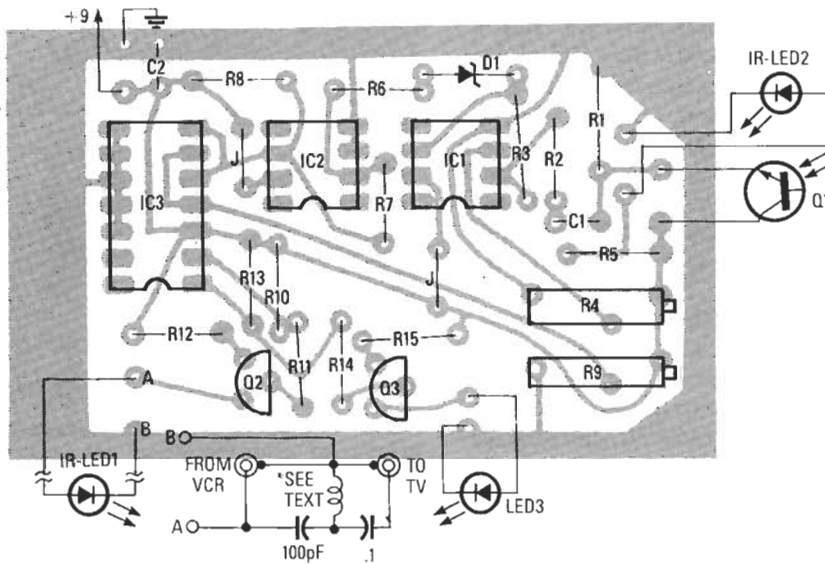 +9
C2
R8
R6
D1
IR-LED2
R1
IC3
J
IC2
IC1
R3
R2
R7
C1
R5
R13
R10
J
R4
R12
R11
R14
R15
R9
Q2
Q3
A
B
B
IR-LED1
FROM
VCR
*SEE
TEXT
TO
TV
LED3
A
100pF
.1